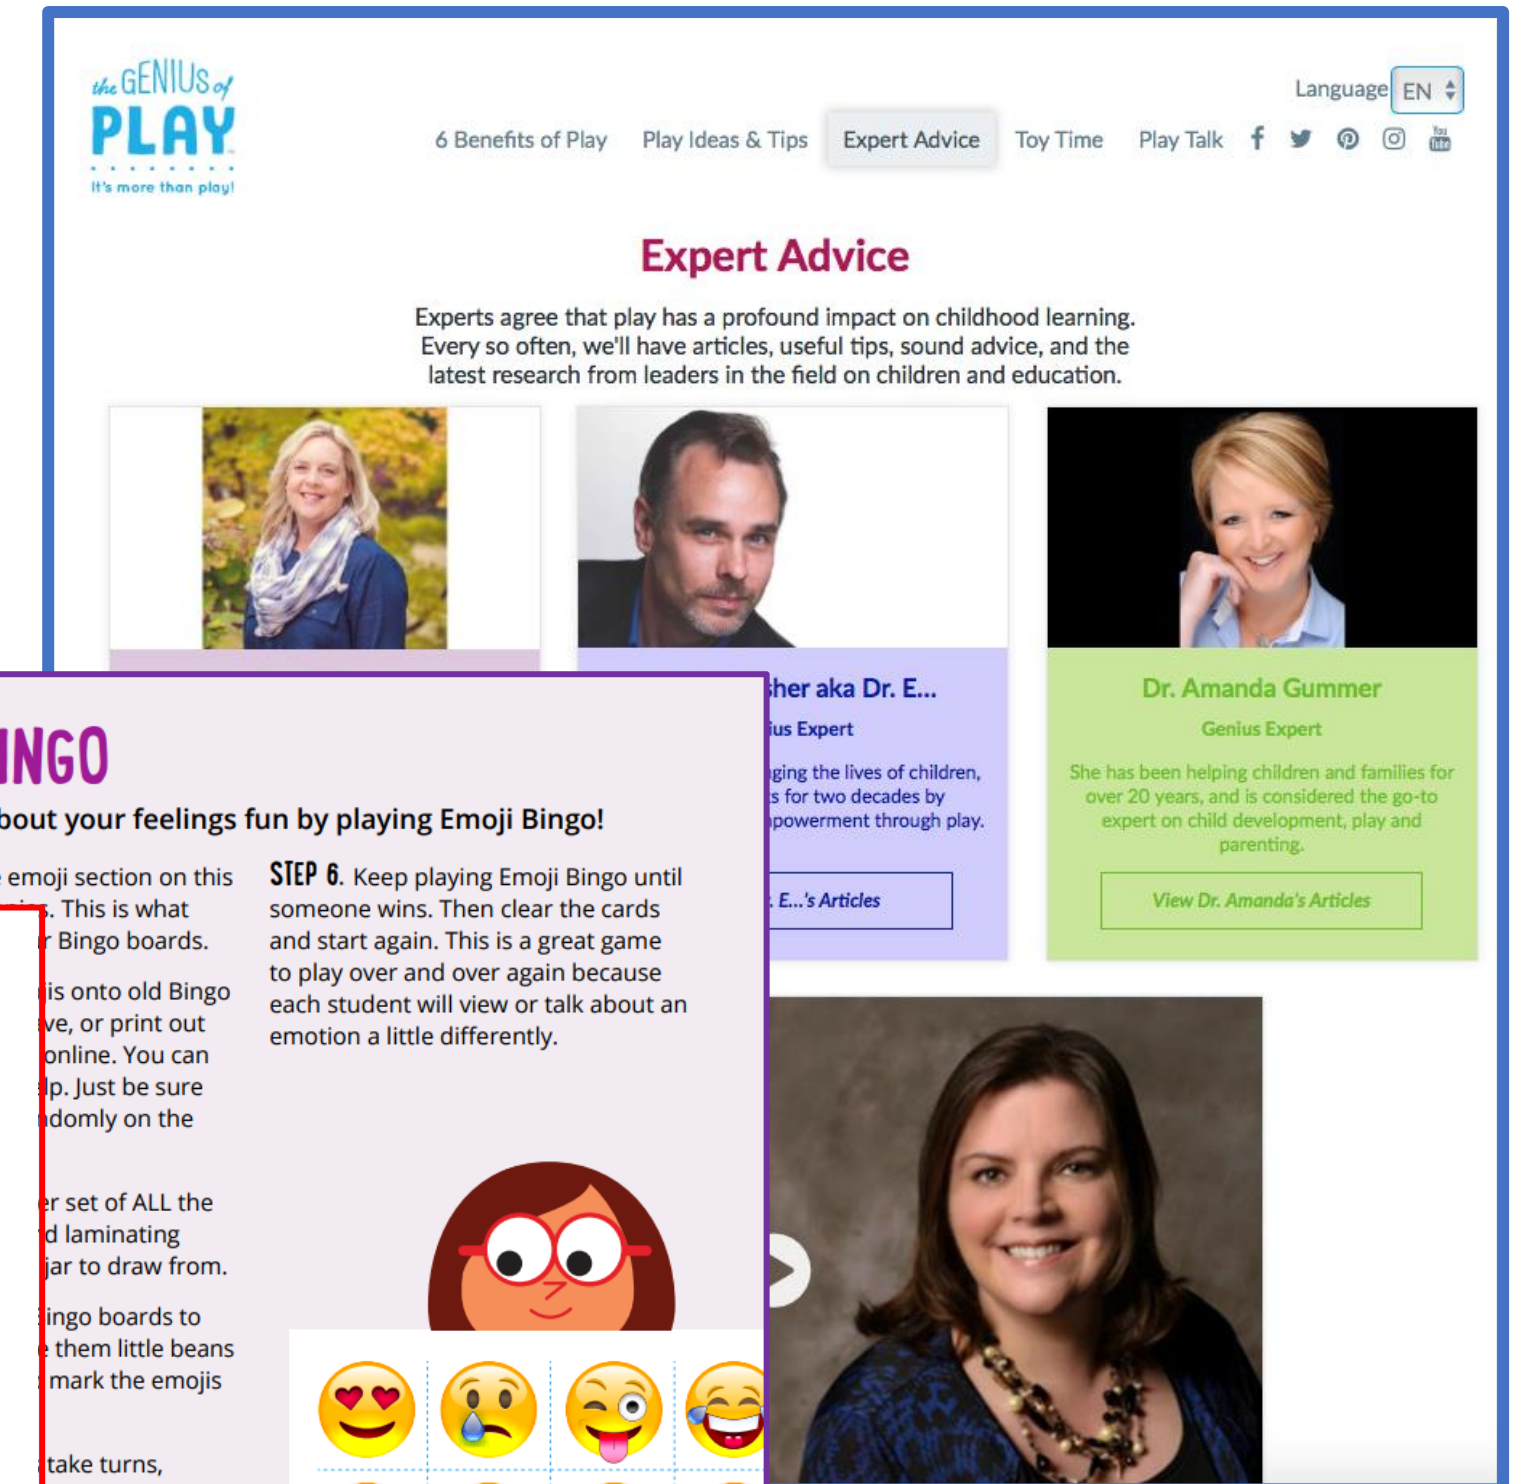 the GENIUS of
PLAY
It's more than play!
Language EN
6 Benefits of Play Play Ideas & Tips Expert Advice Toy Time Play Talk You Tube
Expert Advice
Experts agree that play has a profound impact on childhood learning.
Every so often, we'll have articles, useful tips, sound advice, and the
latest research from leaders in the field on children and education.
sher aka Dr. E...
ius Expert
ging the lives of children,
s for two decades by
powerment through play.
. E...'s Articles
Dr. Amanda Gummer
Genius Expert
She has been helping children and families for
over 20 years, and is considered the go-to
expert on child development, play and
parenting.
View Dr. Amanda's Articles
INGO
bout your feelings fun by playing Emoji Bingo!
emoji section on this
. This is what
r Bingo boards.
is onto old Bingo
ve, or print out
online. You can
lp. Just be sure
domly on the
er set of ALL the
d laminating
jar to draw from.
ingo boards to
them little beans
mark the emojis
take turns,
STEP 6. Keep playing Emoji Bingo until
someone wins. Then clear the cards
and start again. This is a great game
to play over and over again because
each student will view or talk about an
emotion a little differently.